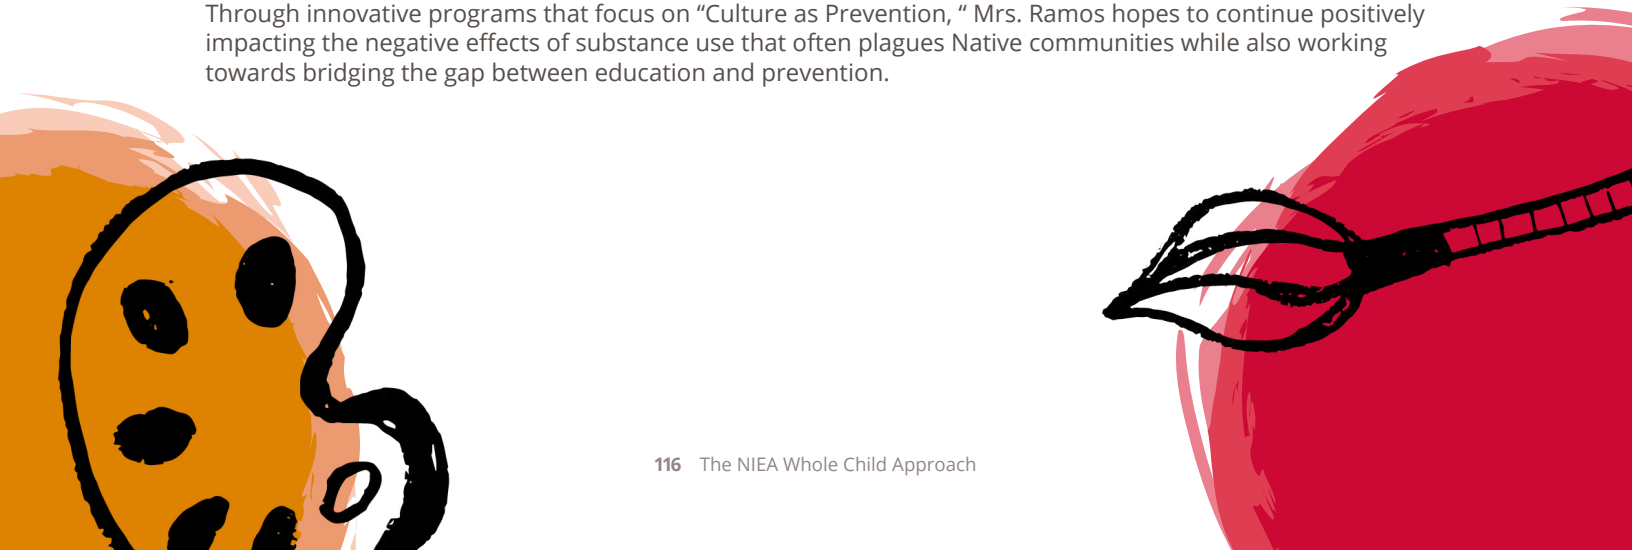 Through innovative programs that focus on “Culture as Prevention, “ Mrs. Ramos hopes to continue positively
impacting the negative effects of substance use that often plagues Native communities while also working
towards bridging the gap between education and prevention.
116 The NIEA Whole Child Approach